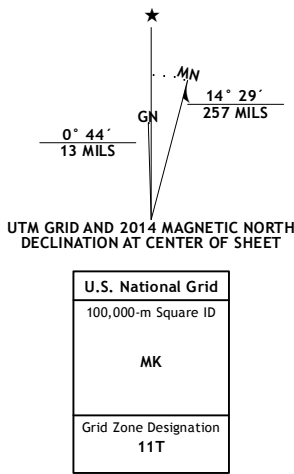 ★
MN
GN
14° 29´
257 MILS
0° 44´
13 MILS
UTM GRID AND 2014 MAGNETIC NORTH
DECLINATION AT CENTER OF SHEET
U.S. National Grid
100,000-m Square ID
MK
Grid Zone Designation
11T